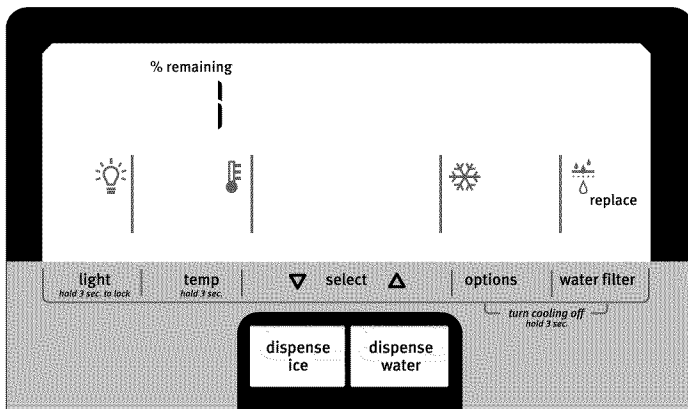 % remaining
1
replace
light
hold 3 sec. to lock
temp
hold 3 sec.
select
options
water filter
turn cooling off
hold 3 sec.
dispense
ice
dispense
water